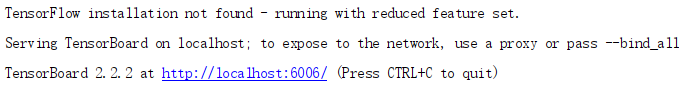 TensorFlow installation not found - running with reduced feature set.
Serving TensorBoard on localhost; to expose to the network, use a proxy or pass --bind_all
TensorBoard 2.2.2 at http://localhost:6006/ (Press CTRL+C to quit)